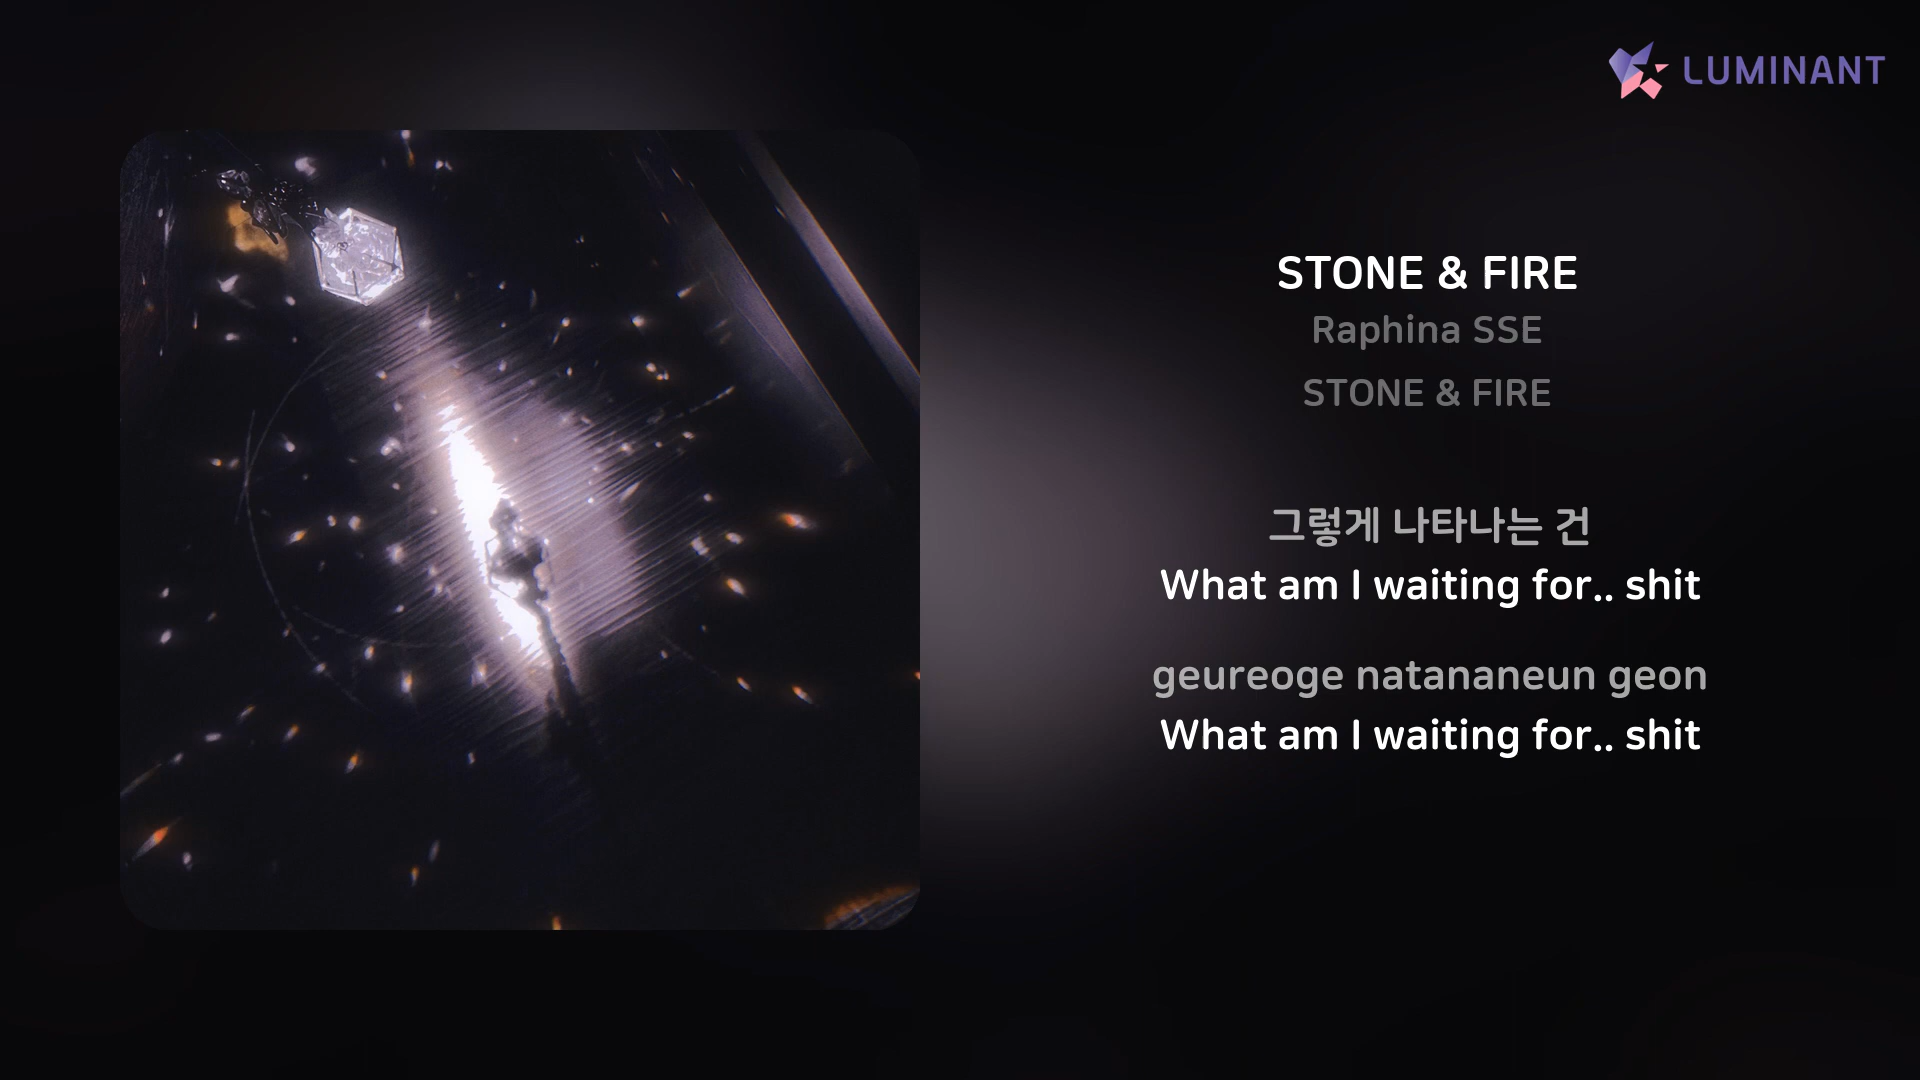 LUMINANT
STONE & FIRE
Raphina SSE
STONE & FIRE
그렇게 나타나는 건
What am I waiting for.. shit
geureoge natananeun geon
What am I waiting for.. shit